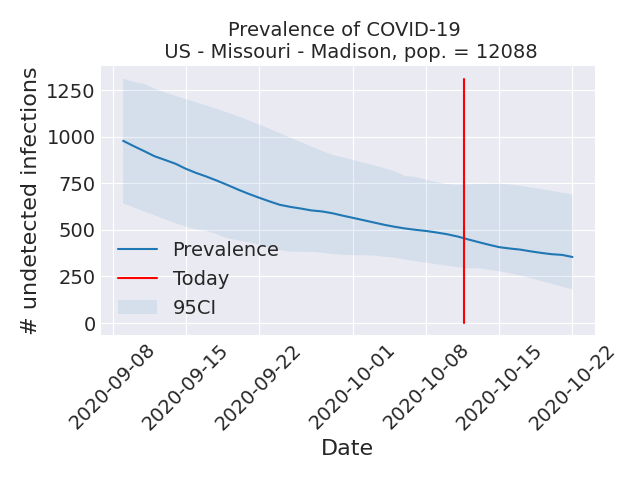 Prevalence of COVID-19
US - Missouri - Madison, pop. = 12088
# undetected infections
1250
1000
750
500
250
0
Prevalence
Today
95CI
2020-09-08
2020-09-15
2020-09-22
2020-10-01
2020-10-08
2020-10-15
2020-10-22
Date